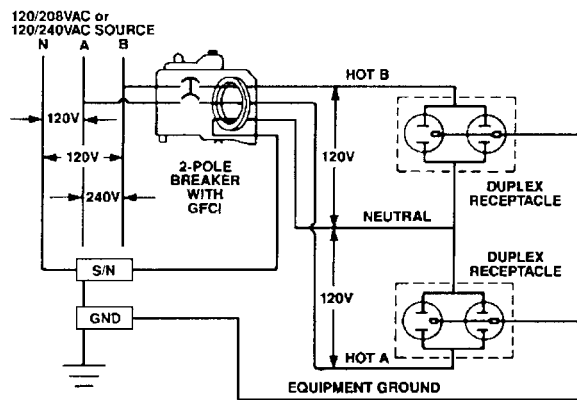 120/208VAC or
120/240VAC SOURCE
N A B
120V
120V
240V
2-POLE
BREAKER
WITH
GFCI
S/N
GND
HOT B
120V
NEUTRAL
120V
HOT A
EQUIPMENT GROUND
DUPLEX
RECEPTACLE
DUPLEX
RECEPTACLE